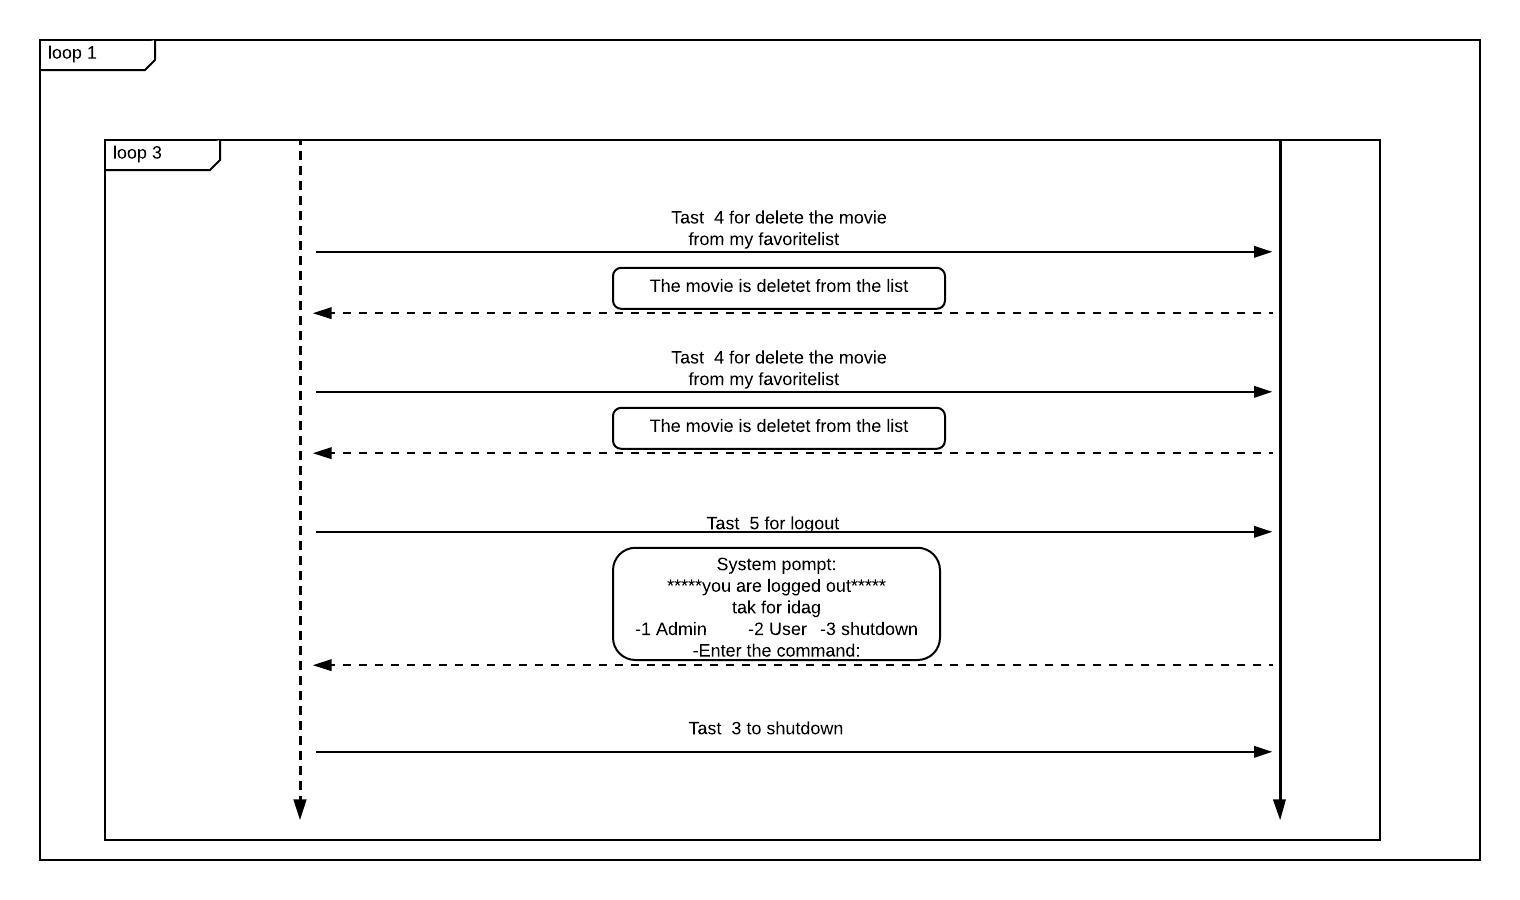 loop 1
loop 3
Tast  4 for delete the movie
from my favoritelist
The movie is deletet from the list
Tast  4 for delete the movie
from my favoritelist
The movie is deletet from the list
Tast  5 for logout
System pompt:
*****you are logged out*****
tak for idag
-1 Admin  -2 User  -3 shutdown
-Enter the command:
Tast  3 to shutdown